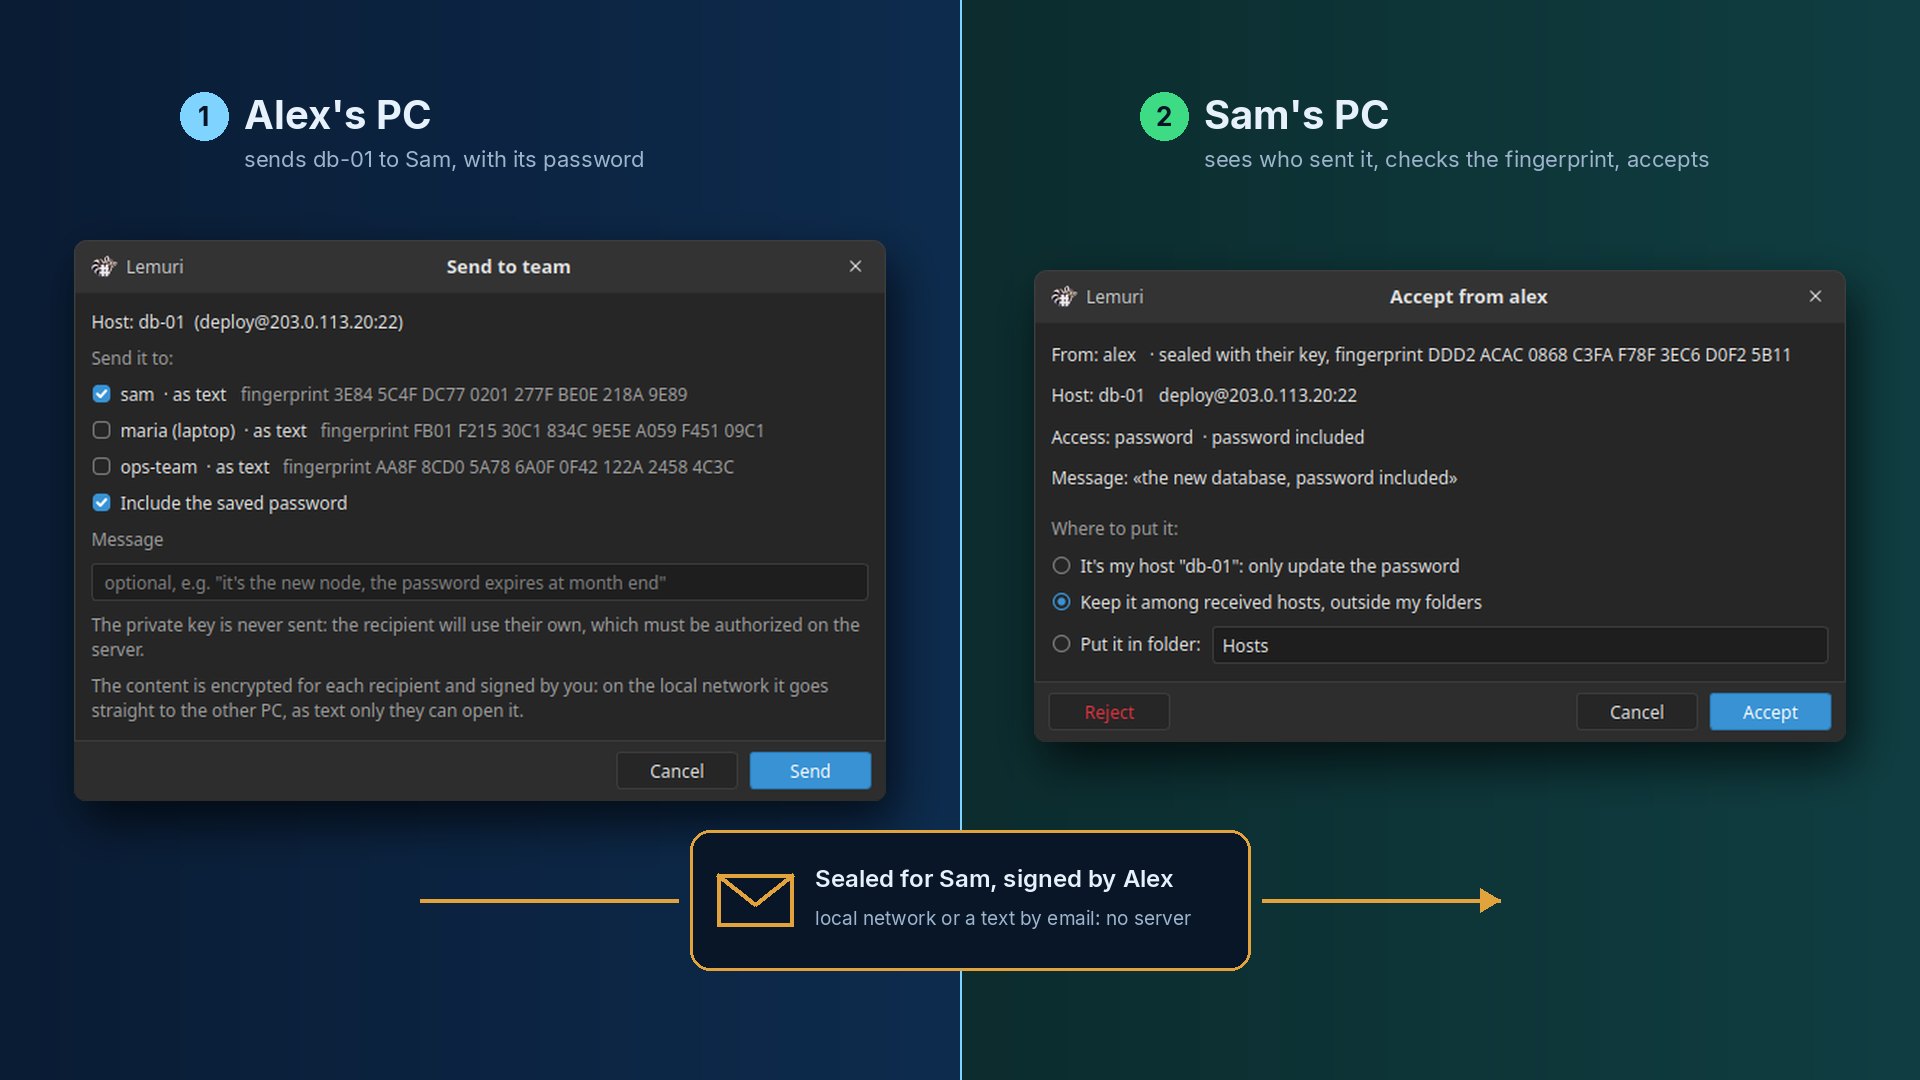 1 Alex's PC
sends db-01 to Sam, with its password
Lemuri
Send to team
Host: db-01 (deploy@203.0.113.20:22)
Send it to:
sam · as text fingerprint 3E84 5C4F DC77 0201 277F BE0E 218A 9E89
maria (laptop) · as text fingerprint FB01 F215 30C1 834C 9E5E A059 F451 09C1
ops-team · as text fingerprint AA8F 8CD0 5A78 6A0F 0F42 122A 2458 4C3C
Include the saved password
Message
optional, e.g. "it's the new node, the password expires at month end"
The private key is never sent: the recipient will use their own, which must be authorized on the
server.
The content is encrypted for each recipient and signed by you: on the local network it goes
straight to the other PC, as text only they can open it.
Cancel
Send
2 Sam's PC
sees who sent it, checks the fingerprint, accepts
Lemuri
Accept from alex
From: alex · sealed with their key, fingerprint DDD2 ACAC 0868 C3FA F78F 3EC6 D0F2 5B11
Host: db-01 deploy@203.0.113.20:22
Access: password · password included
Message: «the new database, password included»
Where to put it:
It's my host "db-01": only update the password
Keep it among received hosts, outside my folders
Put it in folder: Hosts
Reject
Cancel
Accept
Sealed for Sam, signed by Alex
local network or a text by email: no server